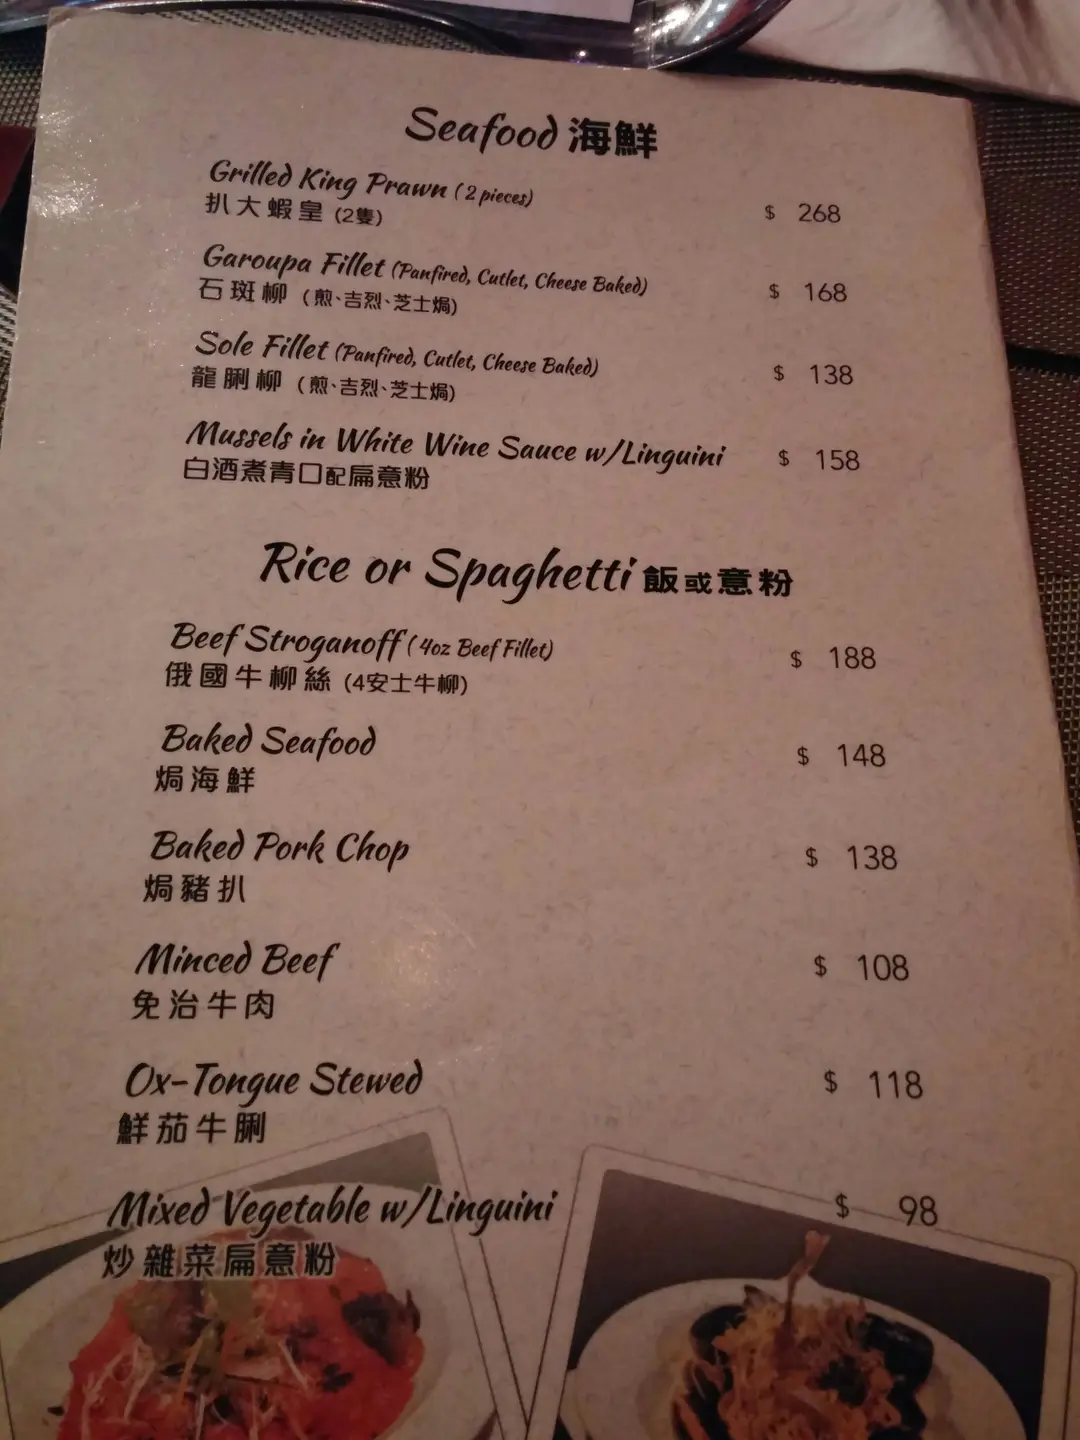 Seafood 海鮮
Grilled King Prawn (2 pieces)
扒大蝦皇 (2隻)
$ 268
Garoupa Fillet (Panfired, Cutlet, Cheese Baked)
石斑柳 (煎、吉烈、芝士焗)
$ 168
Sole Fillet (Panfired, Cutlet, Cheese Baked)
龍脷柳 (煎、吉烈、芝士焗)
$ 138
Mussels in White Wine Sauce w/Linguini
白酒煮青口配扁意粉
$ 158
Rice or Spaghetti 飯或意粉
Beef Stroganoff (4oz Beef Fillet)
俄國牛柳絲 (4安士牛柳)
$ 188
Baked Seafood
焗海鮮
$ 148
Baked Pork Chop
焗豬扒
$ 138
Minced Beef
免治牛肉
$ 108
Ox-Tongue Stewed
鮮茄牛脷
$ 118
Mixed Vegetable w/Linguini
炒雜菜扁意粉
$ 98